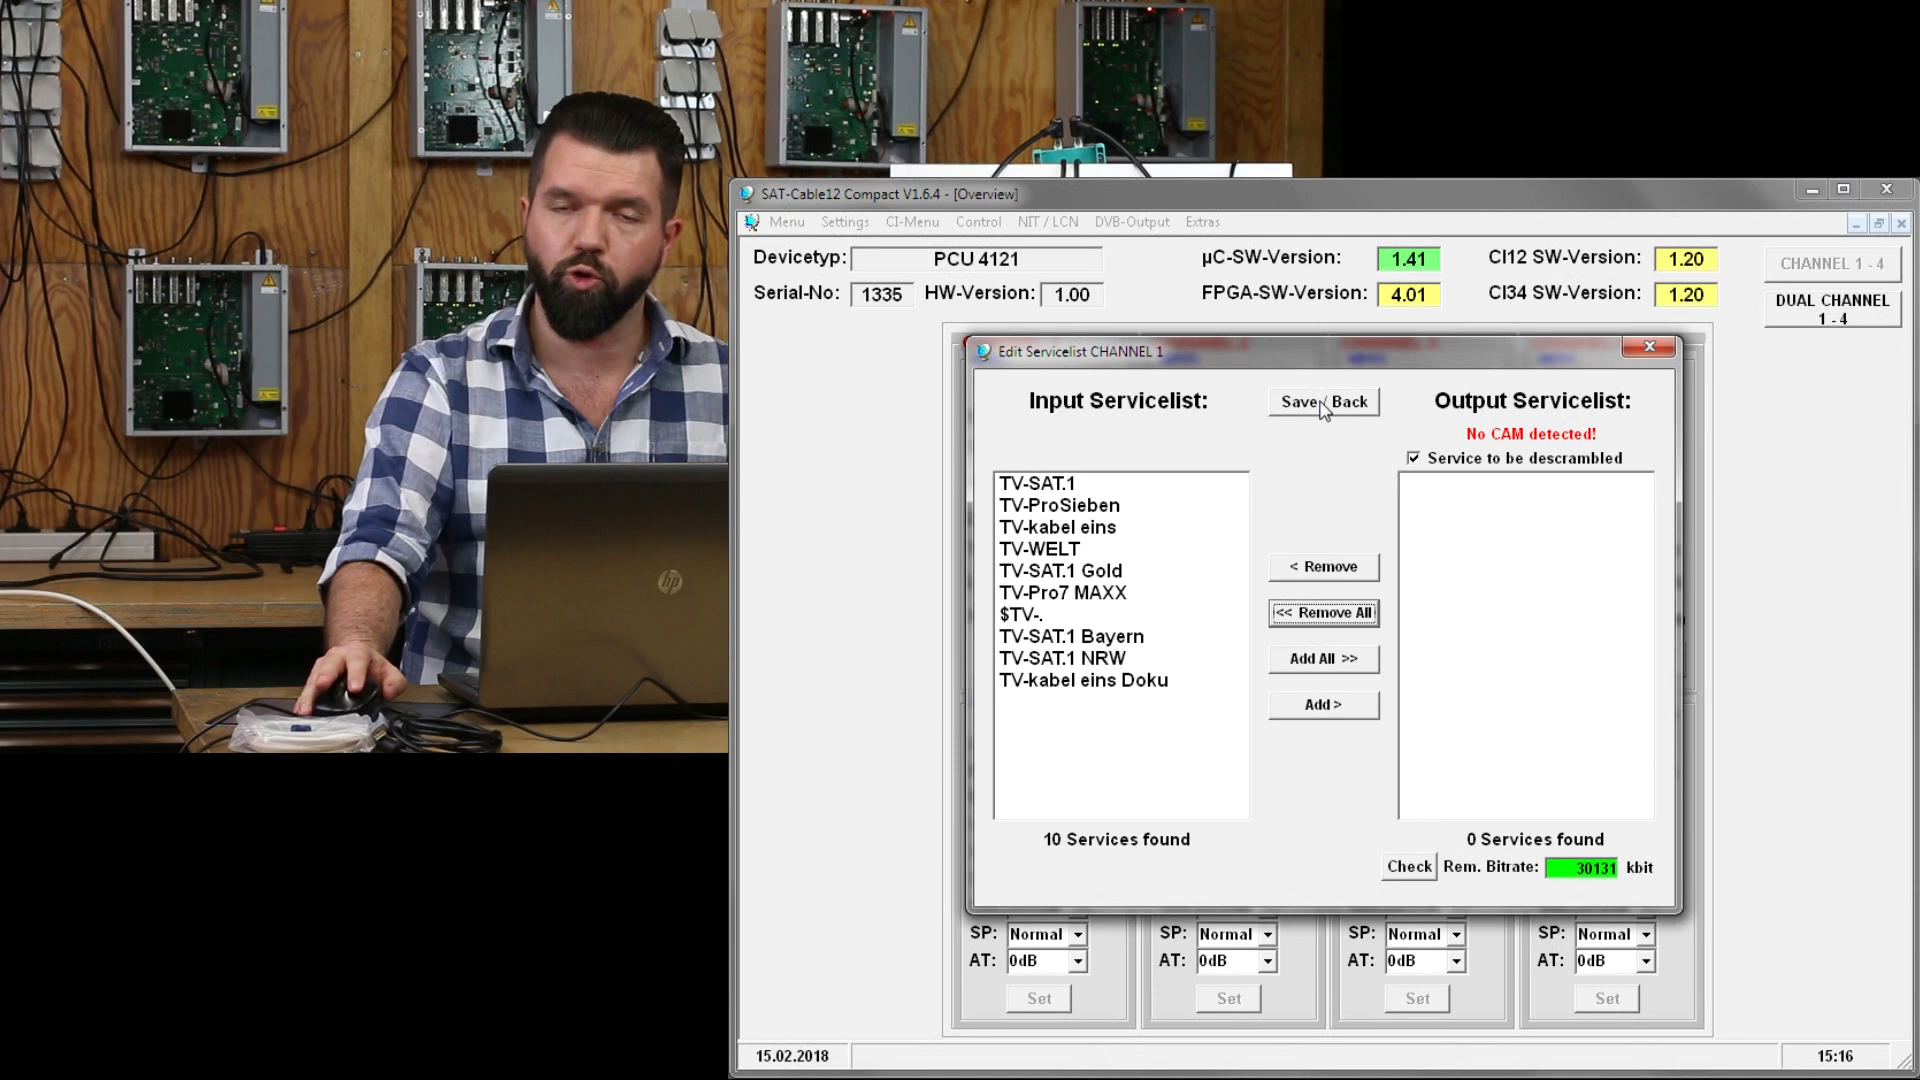 SAT-Cable12 Compact V1.6.4 - [Overview]
Menu Settings CI-Menu Control NIT / LCN DVB-Output Extras
Devicetyp: PCU 4121 µC-SW-Version: 1.41 CI12 SW-Version: 1.20 CHANNEL 1 - 4
Serial-No: 1335 HW-Version: 1.00 FPGA-SW-Version: 4.01 CI34 SW-Version: 1.20 DUAL CHANNEL
1 - 4
Edit Servicelist CHANNEL 1
Input Servicelist: Save / Back Output Servicelist:
No CAM detected!
Service to be descrambled
TV-SAT.1
TV-ProSieben
TV-kabel eins
TV-WELT
TV-SAT.1 Gold
TV-Pro7 MAXX
$TV-.
TV-SAT.1 Bayern
TV-SAT.1 NRW
TV-kabel eins Doku
< Remove
<< Remove All
Add All >>
Add >
10 Services found 0 Services found
Check Rem. Bitrate: 30131 kbit
SP: Normal SP: Normal SP: Normal SP: Normal
AT: 0dB AT: 0dB AT: 0dB AT: 0dB
Set Set Set Set
15.02.2018 15:16
hp